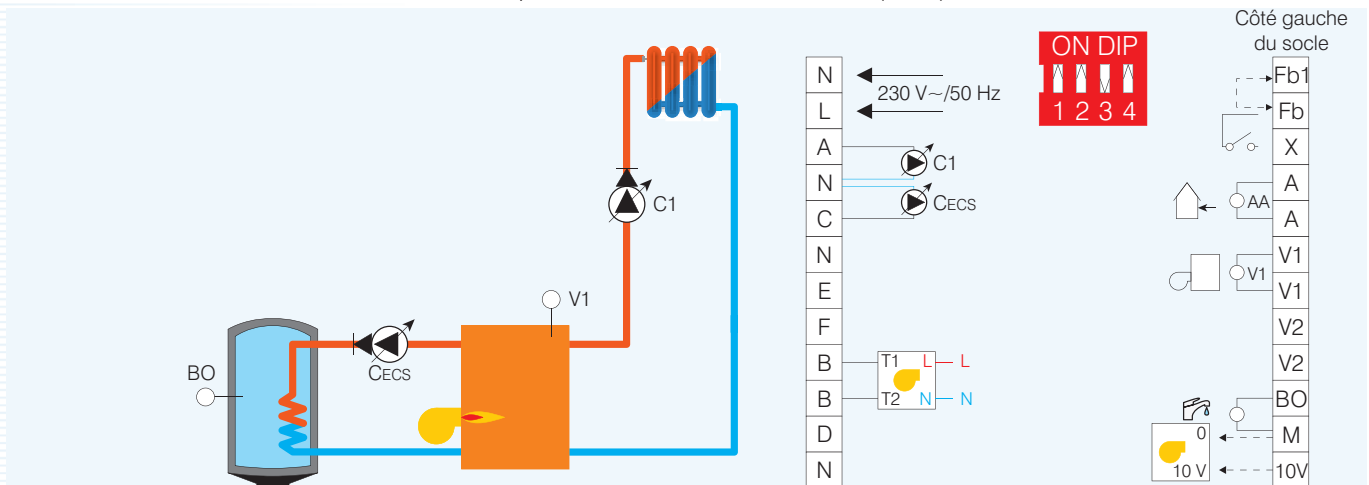 Côté gauche
du socle
ON DIP
1 2 3 4
N
L
A
N
C
N
E
F
B
B
D
N
230 V~/50 Hz
C1
CECS
T1 L L
T2 N N
C1
V1
CECS
BO
Fb1
Fb
X
A
A
V1
V1
V2
V2
BO
M
10V
AA
V1
0
10 V